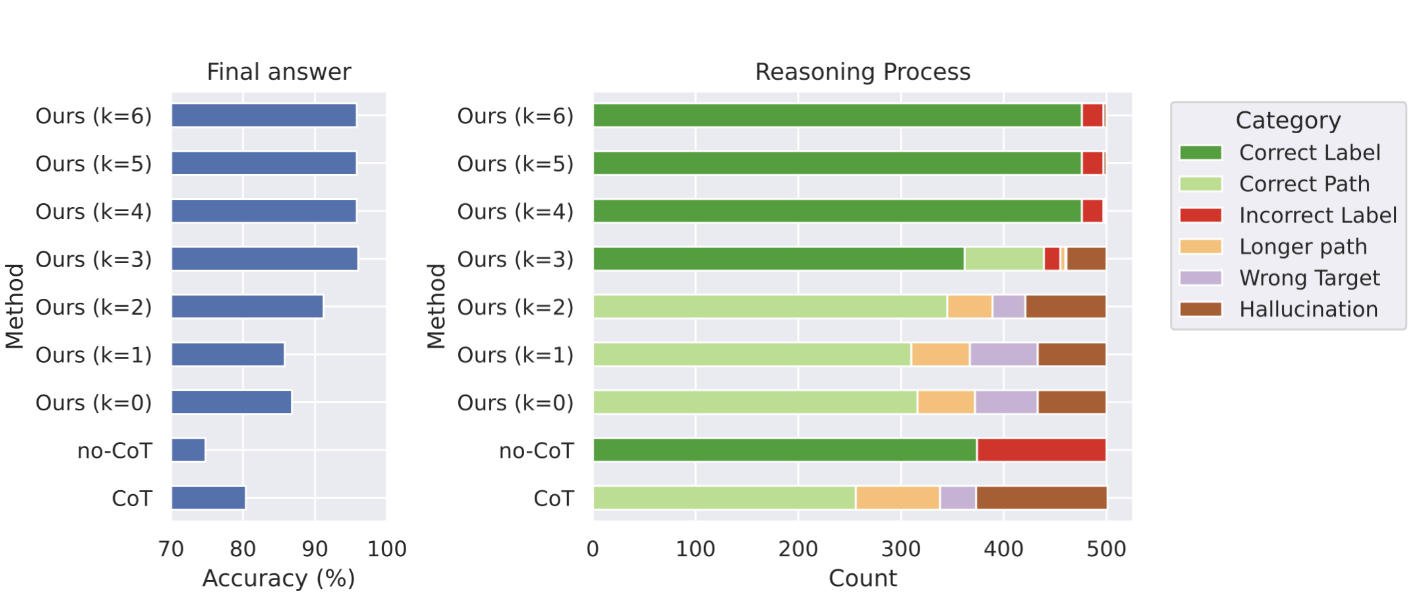 Final answer
Method
Ours (k=6)
Ours (k=5)
Ours (k=4)
Ours (k=3)
Ours (k=2)
Ours (k=1)
Ours (k=0)
no-CoT
CoT
70 80 90 100
Accuracy (%)
Reasoning Process
Method
Ours (k=6)
Ours (k=5)
Ours (k=4)
Ours (k=3)
Ours (k=2)
Ours (k=1)
Ours (k=0)
no-CoT
CoT
0 100 200 300 400 500
Count
Category
Correct Label
Correct Path
Incorrect Label
Longer path
Wrong Target
Hallucination